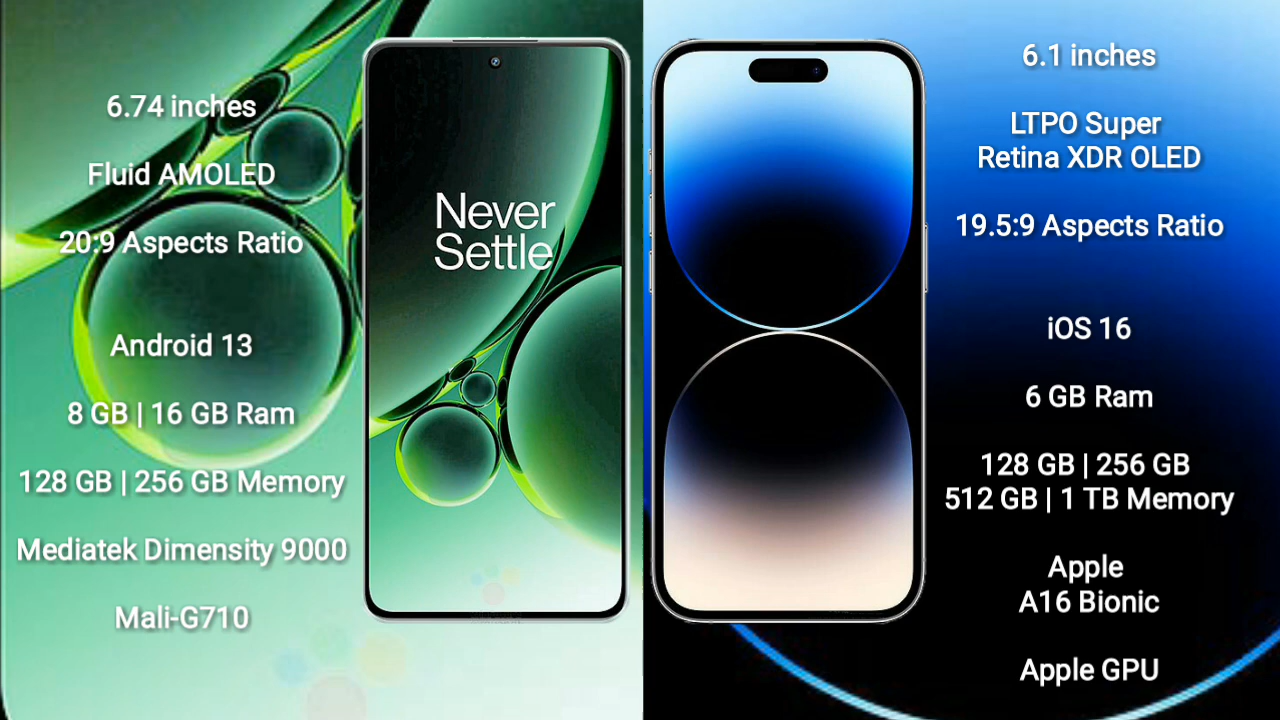 6.74 inches
Fluid AMOLED
20:9 Aspects Ratio
Android 13
8 GB | 16 GB Ram
128 GB | 256 GB Memory
Mediatek Dimensity 9000
Mali-G710
Never
Settle
6.1 inches
LTPO Super
Retina XDR OLED
19.5:9 Aspects Ratio
iOS 16
6 GB Ram
128 GB | 256 GB
512 GB | 1 TB Memory
Apple
A16 Bionic
Apple GPU